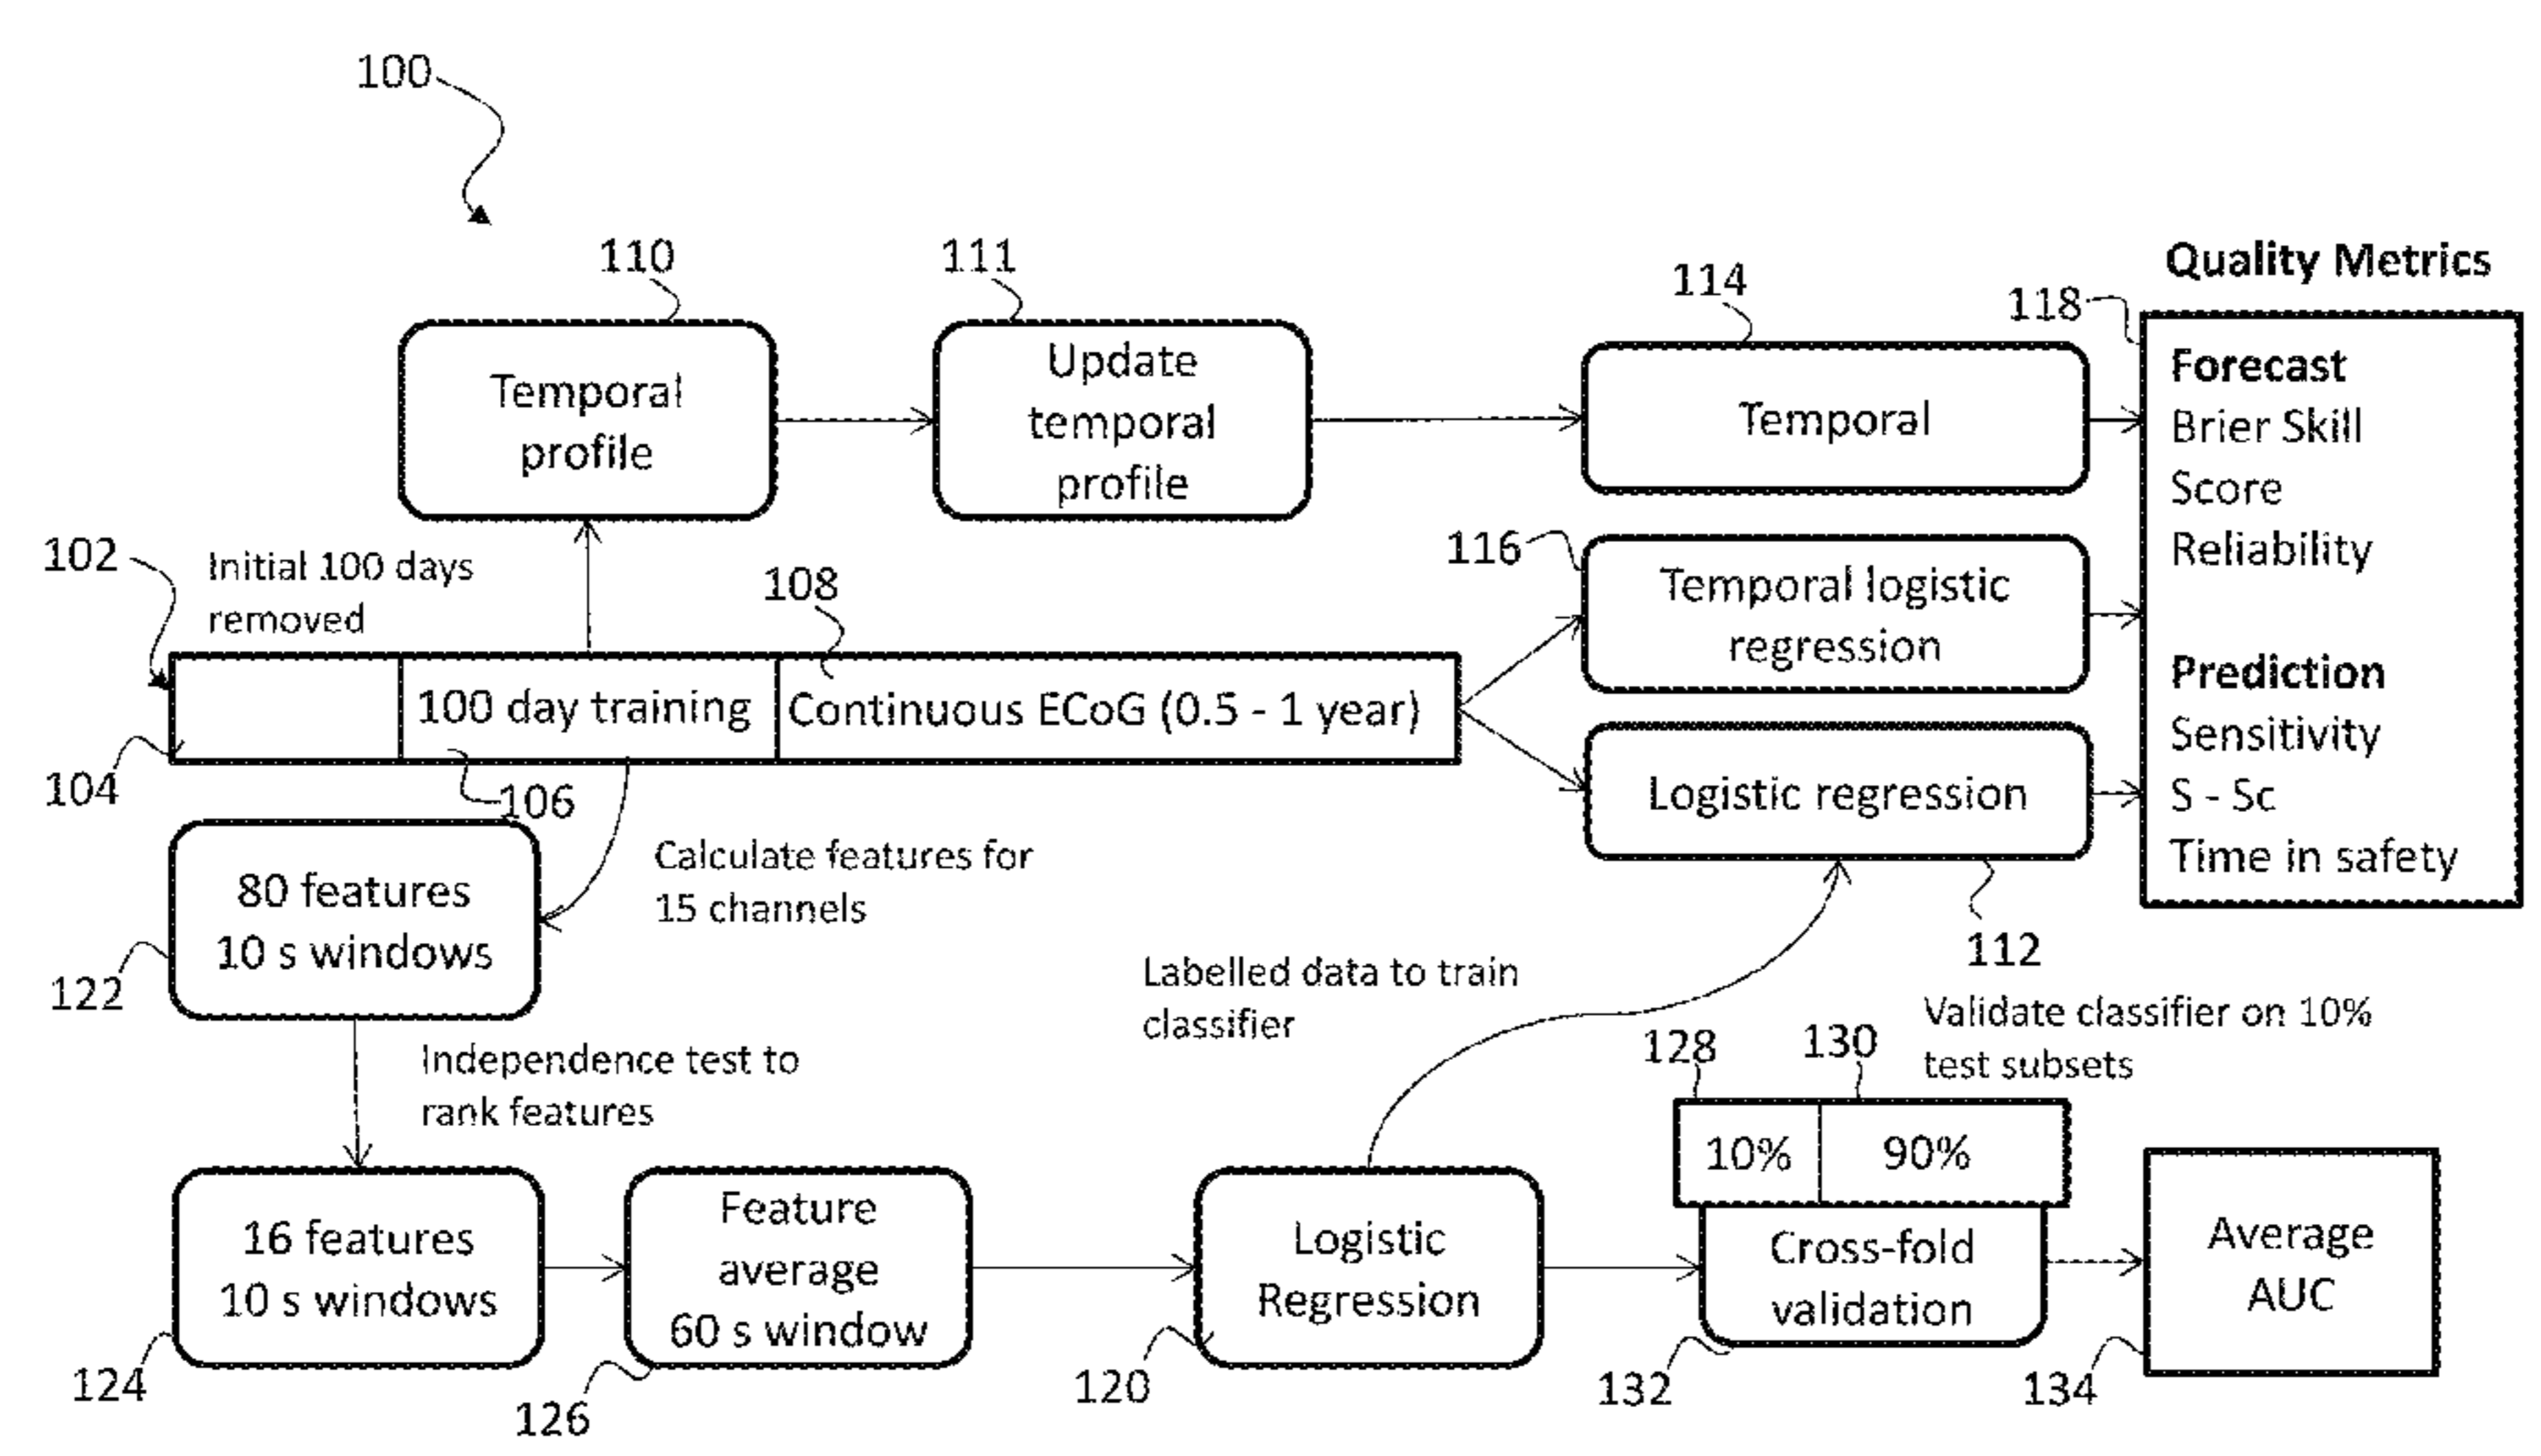 100
110
111
114
Quality Metrics
118
Temporal
profile
Update
temporal
profile
Temporal
Forecast
Brier Skill
Score
Reliability
Prediction
Sensitivity
S - Sc
Time in safety
102
Initial 100 days
removed
108
116
Temporal logistic
regression
100 day training
Continuous ECoG (0.5 - 1 year)
104
106
Logistic regression
112
80 features
10 s windows
122
Calculate features for
15 channels
Labelled data to train
classifier
Validate classifier on 10%
test subsets
128
130
Independence test to
rank features
10%
90%
16 features
10 s windows
Feature
average
60 s window
Logistic
Regression
Cross-fold
validation
Average
AUC
124
126
120
132
134